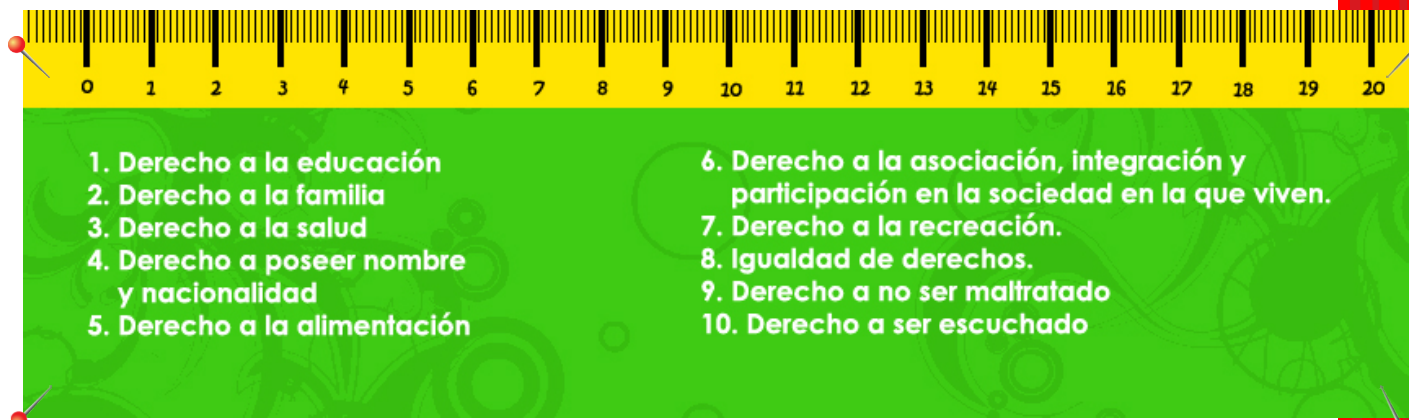 0 1 2 3 4 5 6 7 8 9 10 11 12 13 14 15 16 17 18 19 20
1. Derecho a la educación
2. Derecho a la familia
3. Derecho a la salud
4. Derecho a poseer nombre
y nacionalidad
5. Derecho a la alimentación
6. Derecho a la asociación, integración y
participación en la sociedad en la que viven.
7. Derecho a la recreación.
8. Igualdad de derechos.
9. Derecho a no ser maltratado
10. Derecho a ser escuchado